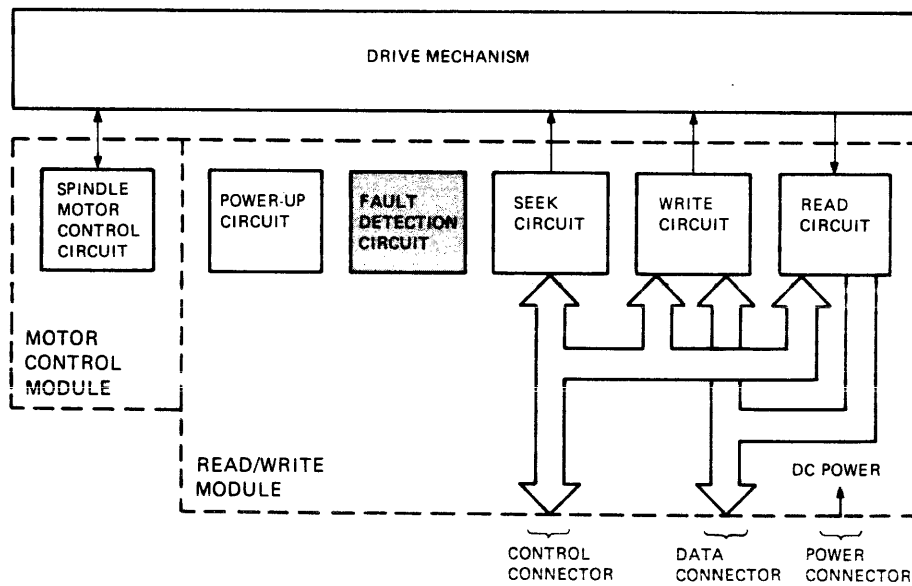 DRIVE MECHANISM
SPINDLE
MOTOR
CONTROL
CIRCUIT
POWER-UP
CIRCUIT
FAULT
DETECTION
CIRCUIT
SEEK
CIRCUIT
WRITE
CIRCUIT
READ
CIRCUIT
MOTOR
CONTROL
MODULE
READ/WRITE
MODULE
DC POWER
CONTROL
CONNECTOR
DATA
CONNECTOR
POWER
CONNECTOR